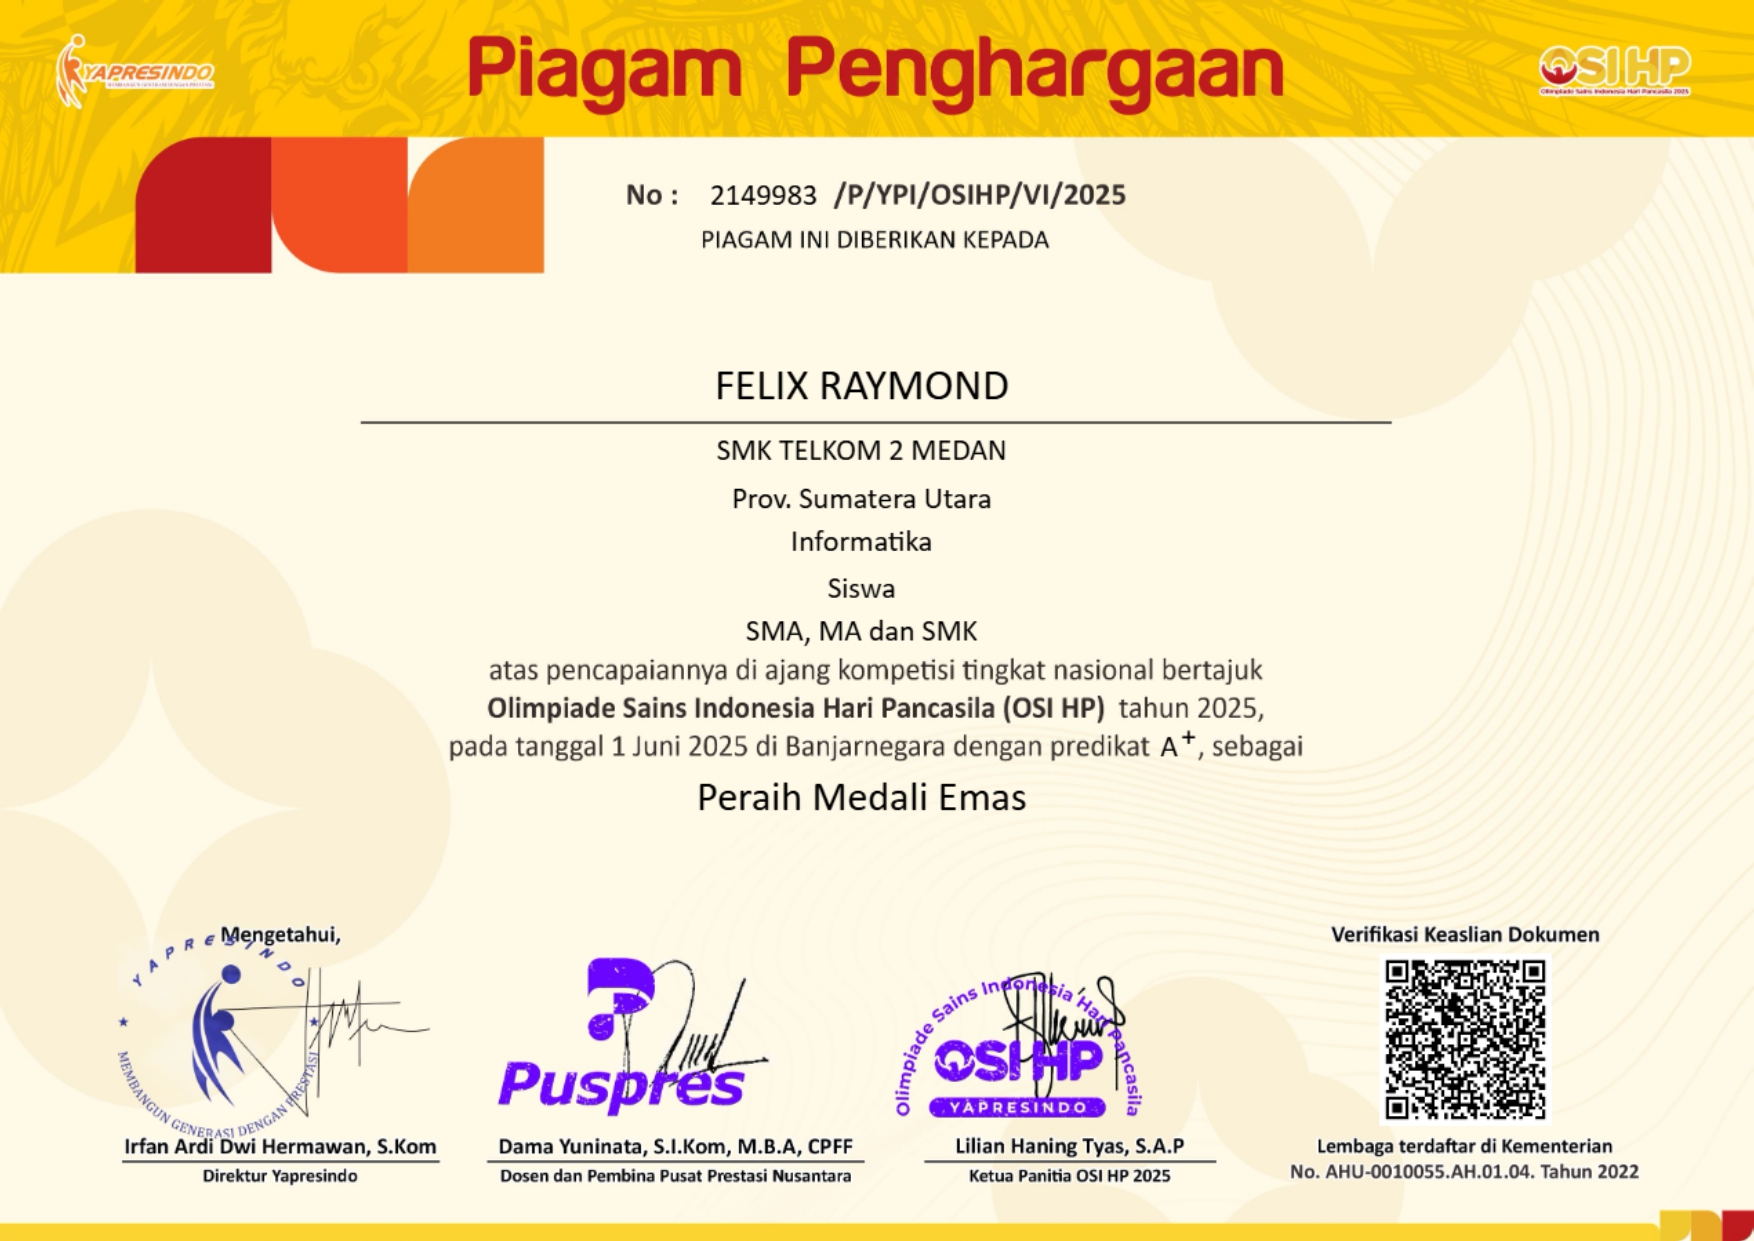 YAPRESINDO
MEMBANGUN GENERASI DENGAN PRESTASI
Piagam Penghargaan
OSI HP
Olimpiade Sains Indonesia Hari Pancasila 2025
No : 2149983 /P/YPI/OSIHP/VI/2025
PIAGAM INI DIBERIKAN KEPADA
FELIX RAYMOND
SMK TELKOM 2 MEDAN
Prov. Sumatera Utara
Informatika
Siswa
SMA, MA dan SMK
atas pencapaiannya di ajang kompetisi tingkat nasional bertajuk
Olimpiade Sains Indonesia Hari Pancasila (OSI HP) tahun 2025,
pada tanggal 1 Juni 2025 di Banjarnegara dengan predikat A+, sebagai
Peraih Medali Emas
Mengetahui,
YAPRESINDO
MEMBANGUN GENERASI DENGAN PRESTASI
Irfan Ardi Dwi Hermawan, S.Kom
Direktur Yapresindo
Puspres
Dama Yuninata, S.I.Kom, M.B.A, CPFF
Dosen dan Pembina Pusat Prestasi Nusantara
Olimpiade Sains Indonesia Hari Pancasila
OSI HP
YAPRESINDO
Lilian Haning Tyas, S.A.P
Ketua Panitia OSI HP 2025
Verifikasi Keaslian Dokumen
Lembaga terdaftar di Kementerian
No. AHU-0010055.AH.01.04. Tahun 2022